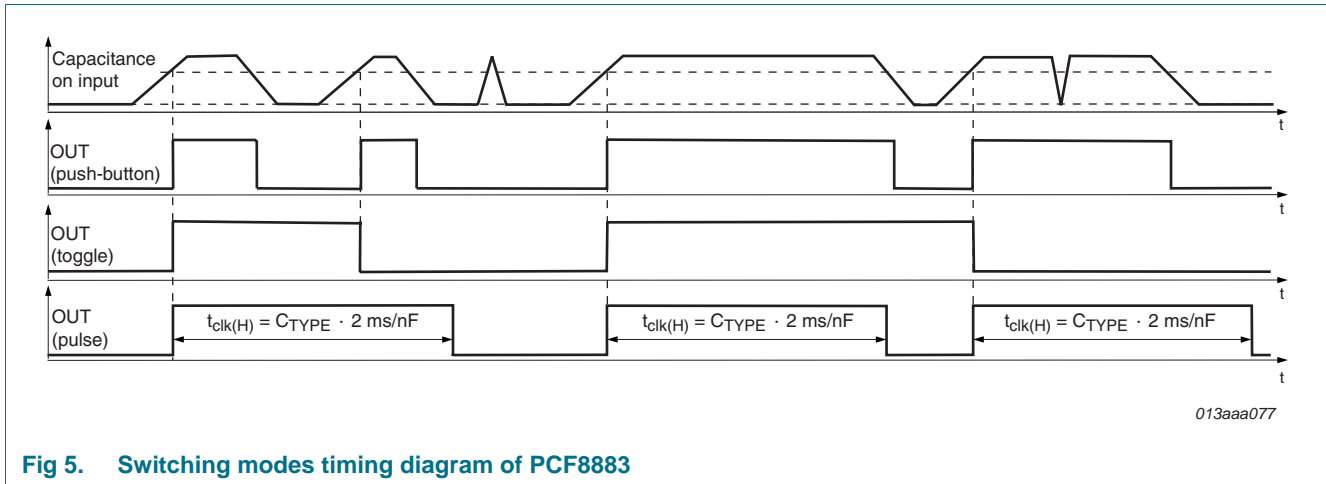 Capacitance
on input
t
OUT
(push-button)
t
OUT
(toggle)
t
OUT
(pulse)
tclk(H) = CTYPE · 2 ms/nF
tclk(H) = CTYPE · 2 ms/nF
tclk(H) = CTYPE · 2 ms/nF
t
013aaa077
Fig 5. Switching modes timing diagram of PCF8883